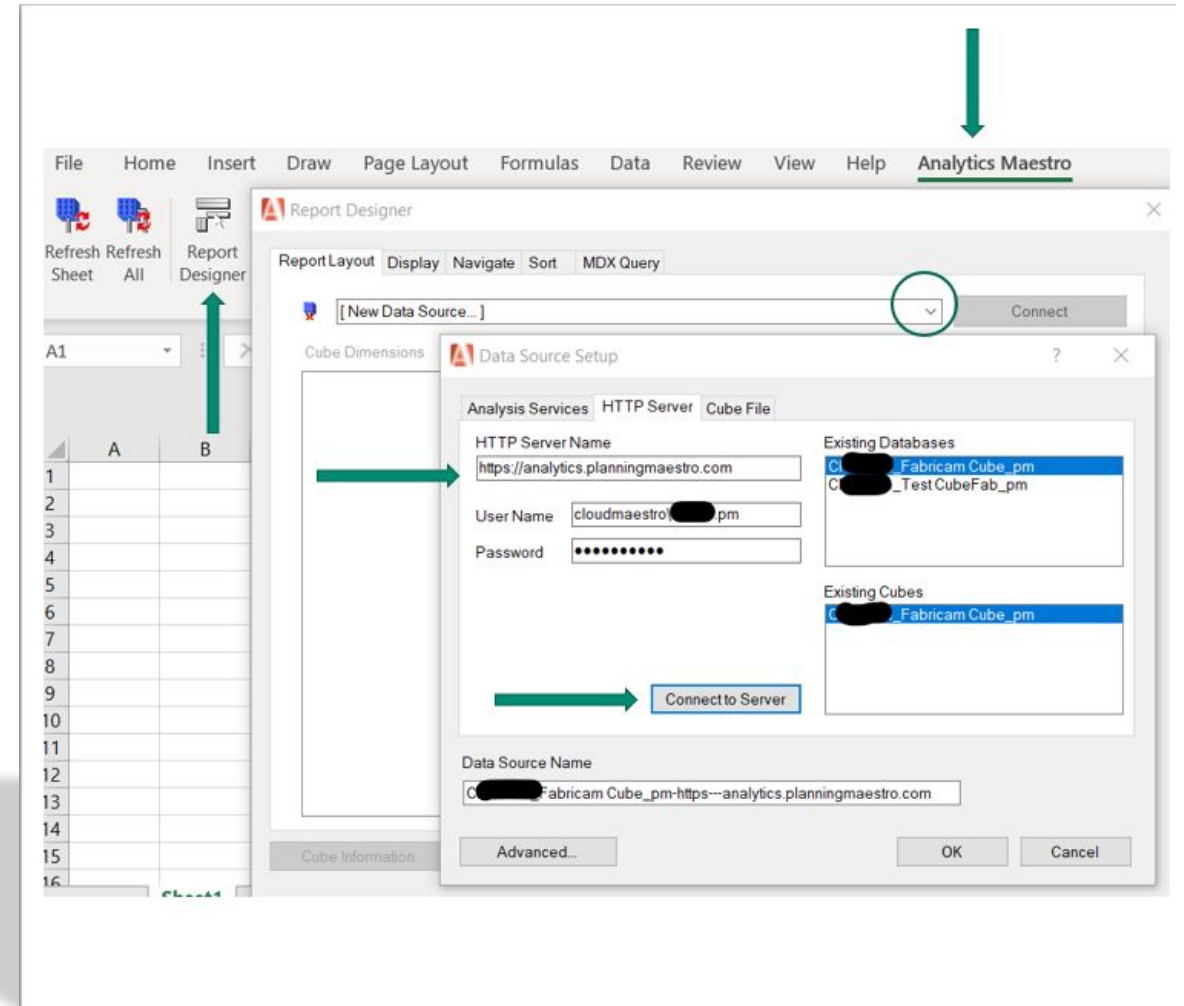 File Home Insert Draw Page Layout Formulas Data Review View Help Analytics Maestro
Refresh Sheet
Refresh All
Report Designer
Report Designer
Report Layout Display Navigate Sort MDX Query
[ New Data Source... ]
Connect
Cube Dimensions
A1
Data Source Setup
?
Analysis Services HTTP Server Cube File
HTTP Server Name
https://analytics.planningmaestro.com
User Name
cloudmaestro\ .pm
Password
••••••••••
Existing Databases
C _Fabricam Cube_pm
C _Test CubeFab_pm
Existing Cubes
C _Fabricam Cube_pm
Connect to Server
Data Source Name
C _Fabricam Cube_pm-https---analytics.planningmaestro.com
Advanced...
OK
Cancel
Cube Information
A B
1
2
3
4
5
6
7
8
9
10
11
12
13
14
15
16
Sheet1